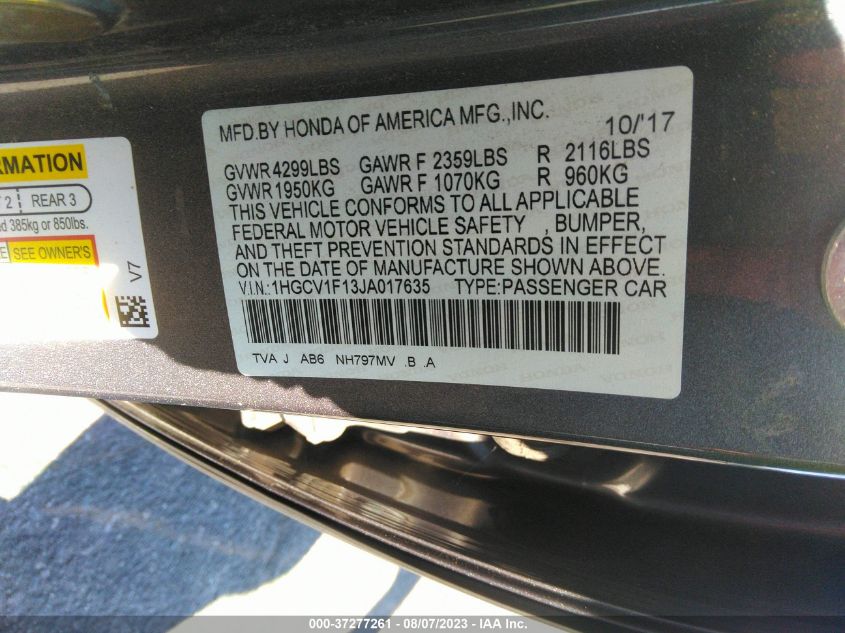 MFD.BY HONDA OF AMERICA MFG.,INC. 10/'17
GVWR 4299LBS GAWR F 2359LBS R 2116LBS
GVWR 1950KG GAWR F 1070KG R 960KG
THIS VEHICLE CONFORMS TO ALL APPLICABLE
FEDERAL MOTOR VEHICLE SAFETY , BUMPER,
AND THEFT PREVENTION STANDARDS IN EFFECT
ON THE DATE OF MANUFACTURE SHOWN ABOVE.
V.I.N.:1HGCV1F13JA017635 TYPE:PASSENGER CAR
TVA J AB6 NH797MV .B .A
2 REAR 3
385kg or 850lbs.
SEE OWNER'S
V7
000-37277261 - 08/07/2023 - IAA Inc.